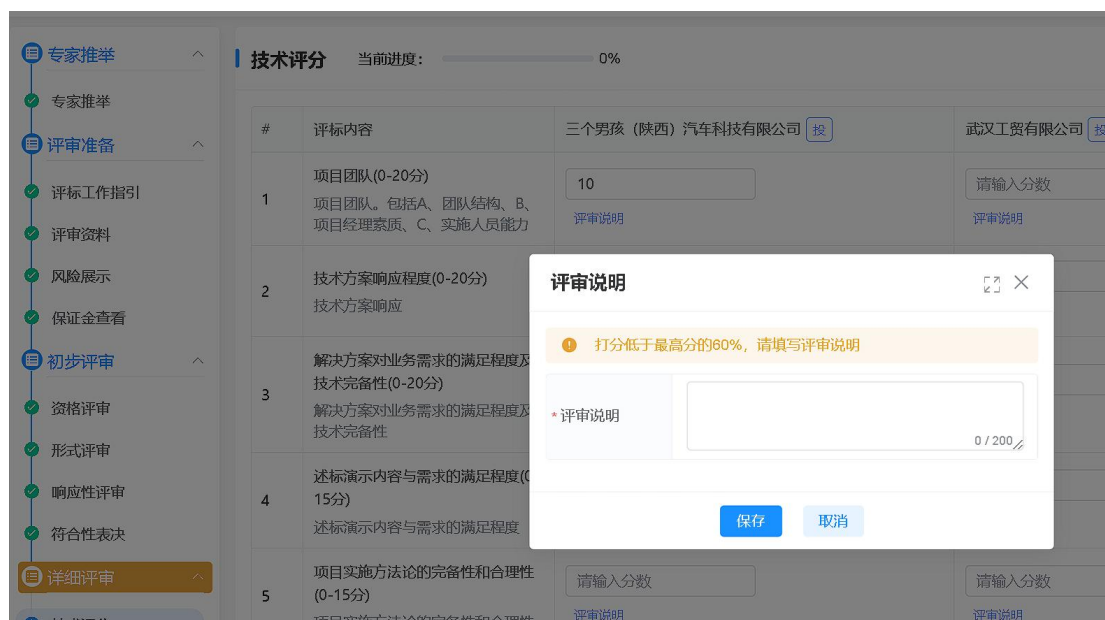 专家推举
专家推举
评审准备
评标工作指引
评审资料
风险展示
保证金查看
初步评审
资格评审
形式评审
响应性评审
符合性表决
详细评审
技术评分
当前进度：
0%
#
评标内容
三个男孩（陕西）汽车科技有限公司 投
武汉工贸有限公司
1
项目团队(0-20分)
项目团队。包括A、团队结构、B、
项目经理素质、C、实施人员能力
10
评审说明
请输入分数
评审说明
2
技术方案响应程度(0-20分)
技术方案响应
3
解决方案对业务需求的满足程度及
技术完备性(0-20分)
解决方案对业务需求的满足程度及
技术完备性
4
述标演示内容与需求的满足程度(0-
15分)
述标演示内容与需求的满足程度
5
项目实施方法论的完备性和合理性
(0-15分)
请输入分数
评审说明
请输入分数
评审说明
评审说明
打分低于最高分的60%，请填写评审说明
*评审说明
0 / 200
保存
取消